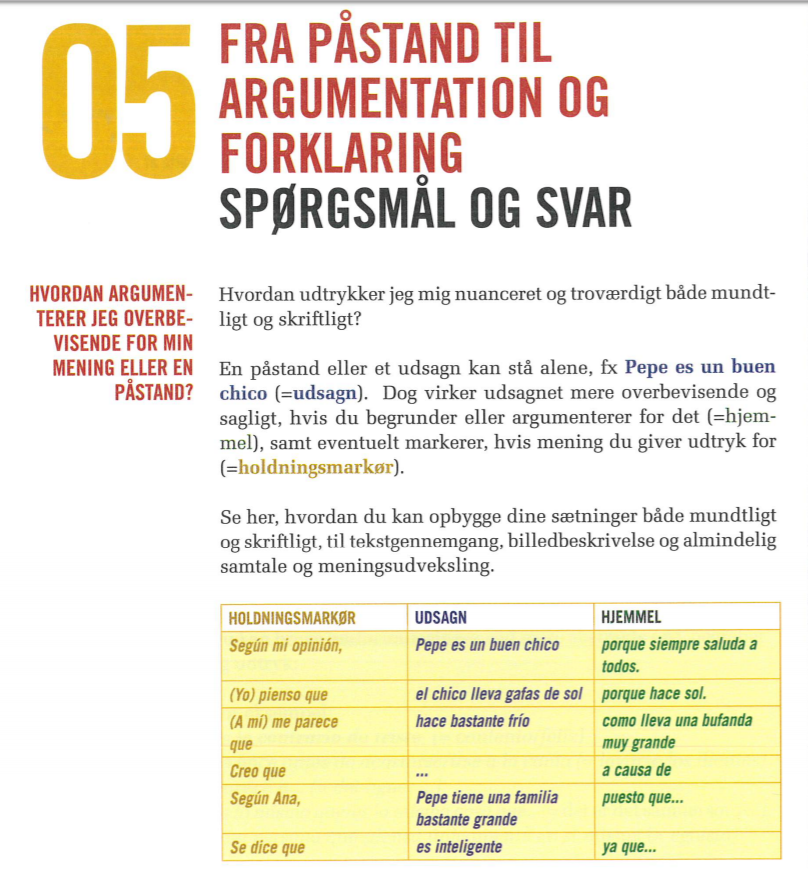 05
FRA PÅSTAND TIL
ARGUMENTATION OG
FORKLARING
SPØRGSMÅL OG SVAR
HVORDAN ARGUMEN-
TERER JEG OVERBE-
VISENDE FOR MIN
MENING ELLER EN
PÅSTAND?
Hvordan udtrykker jeg mig nuanceret og troværdigt både mundt-
ligt og skriftligt?
En påstand eller et udsagn kan stå alene, fx Pepe es un buen
chico (=udsagn). Dog virker udsagnet mere overbevisende og
sagligt, hvis du begrunder eller argumenterer for det (=hjem-
mel), samt eventuelt markerer, hvis mening du giver udtryk for
(=holdningsmarkør).
Se her, hvordan du kan opbygge dine sætninger både mundtligt
og skriftligt, til tekstgennemgang, billedbeskrivelse og almindelig
samtale og meningsudveksling.
HOLDNINGSMARKØR UDSAGN HJEMMEL
Según mi opinión, Pepe es un buen chico porque siempre saluda a
todos.
(Yo) pienso que el chico lleva gafas de sol porque hace sol.
(A mí) me parece hace bastante frío como lleva una bufanda
que muy grande
Creo que ... a causa de
Según Ana, Pepe tiene una familia puesto que...
bastante grande
Se dice que es inteligente ya que...